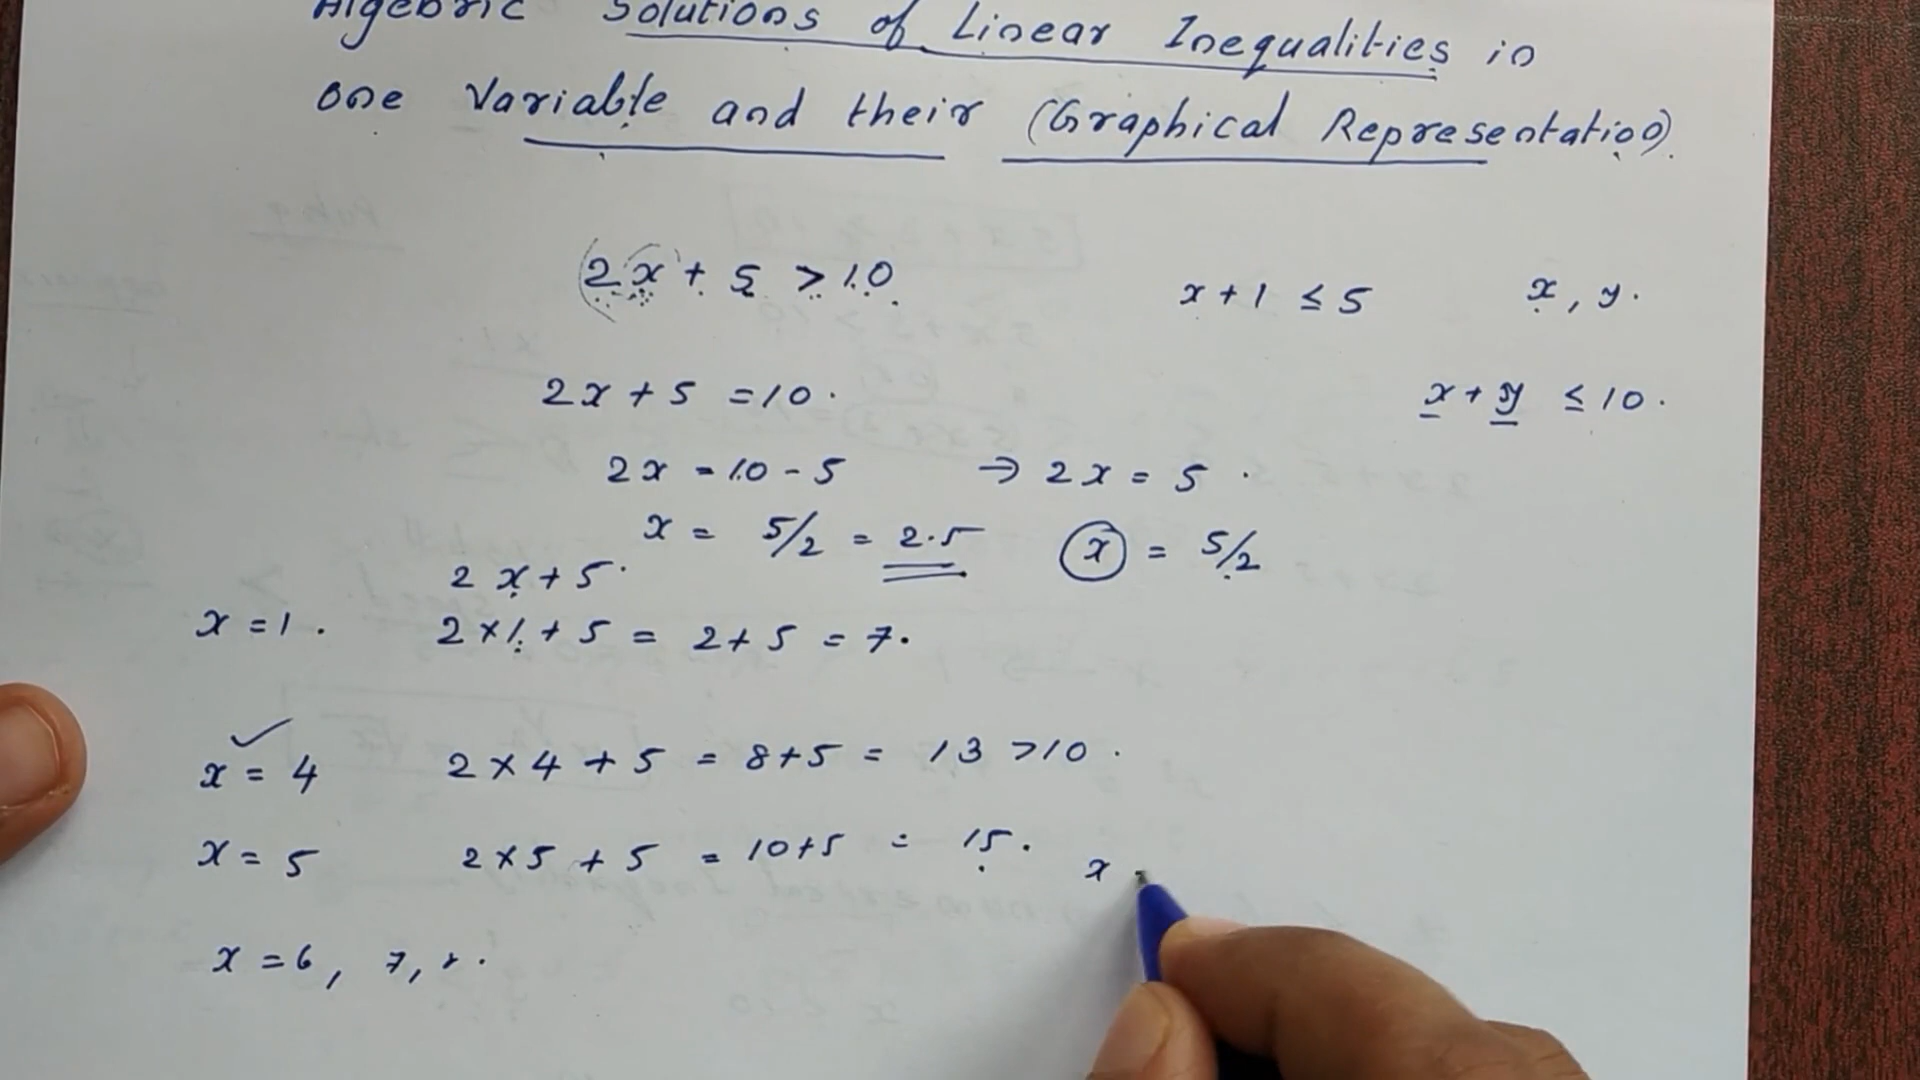 Algebric Solutions of Linear Inequalities in
one Variable and their (Graphical Representation)
2x + 5 > 10
x + 1 ≤ 5
x, y.
2x + 5 = 10.
x + y ≤ 10.
2x = 10 - 5 → 2x = 5.
x = 5/2 = 2.5 x = 5/2
2x + 5.
x = 1. 2 × 1 + 5 = 2 + 5 = 7.
x = 4 2 × 4 + 5 = 8 + 5 = 13 > 10.
x = 5 2 × 5 + 5 = 10 + 5 = 15.
x
x = 6, 7,